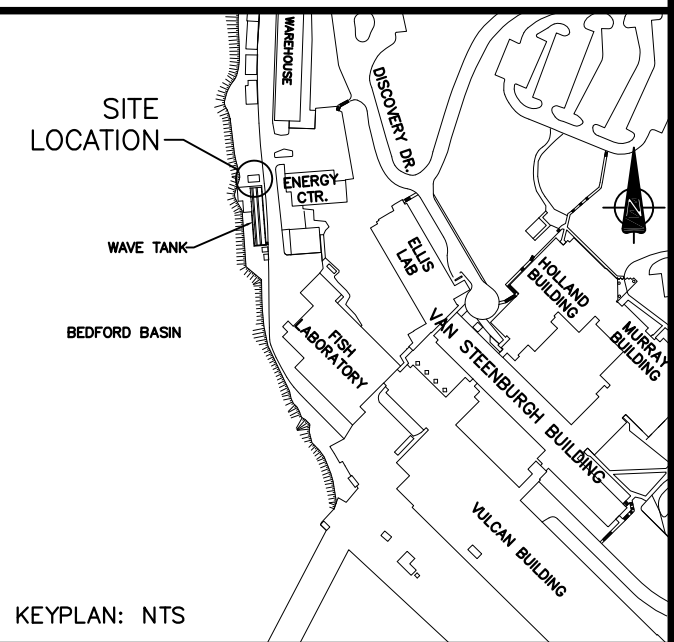 WAREHOUSE
DISCOVERY DR.
SITE
LOCATION
ENERGY
CTR.
N
WAVE TANK
ELLIS
LAB
HOLLAND
BUILDING
BEDFORD BASIN
FISH
LABORATORY
VAN STEENBURGH BUILDING
MURRAY
BUILDING
VULCAN BUILDING
KEYPLAN: NTS